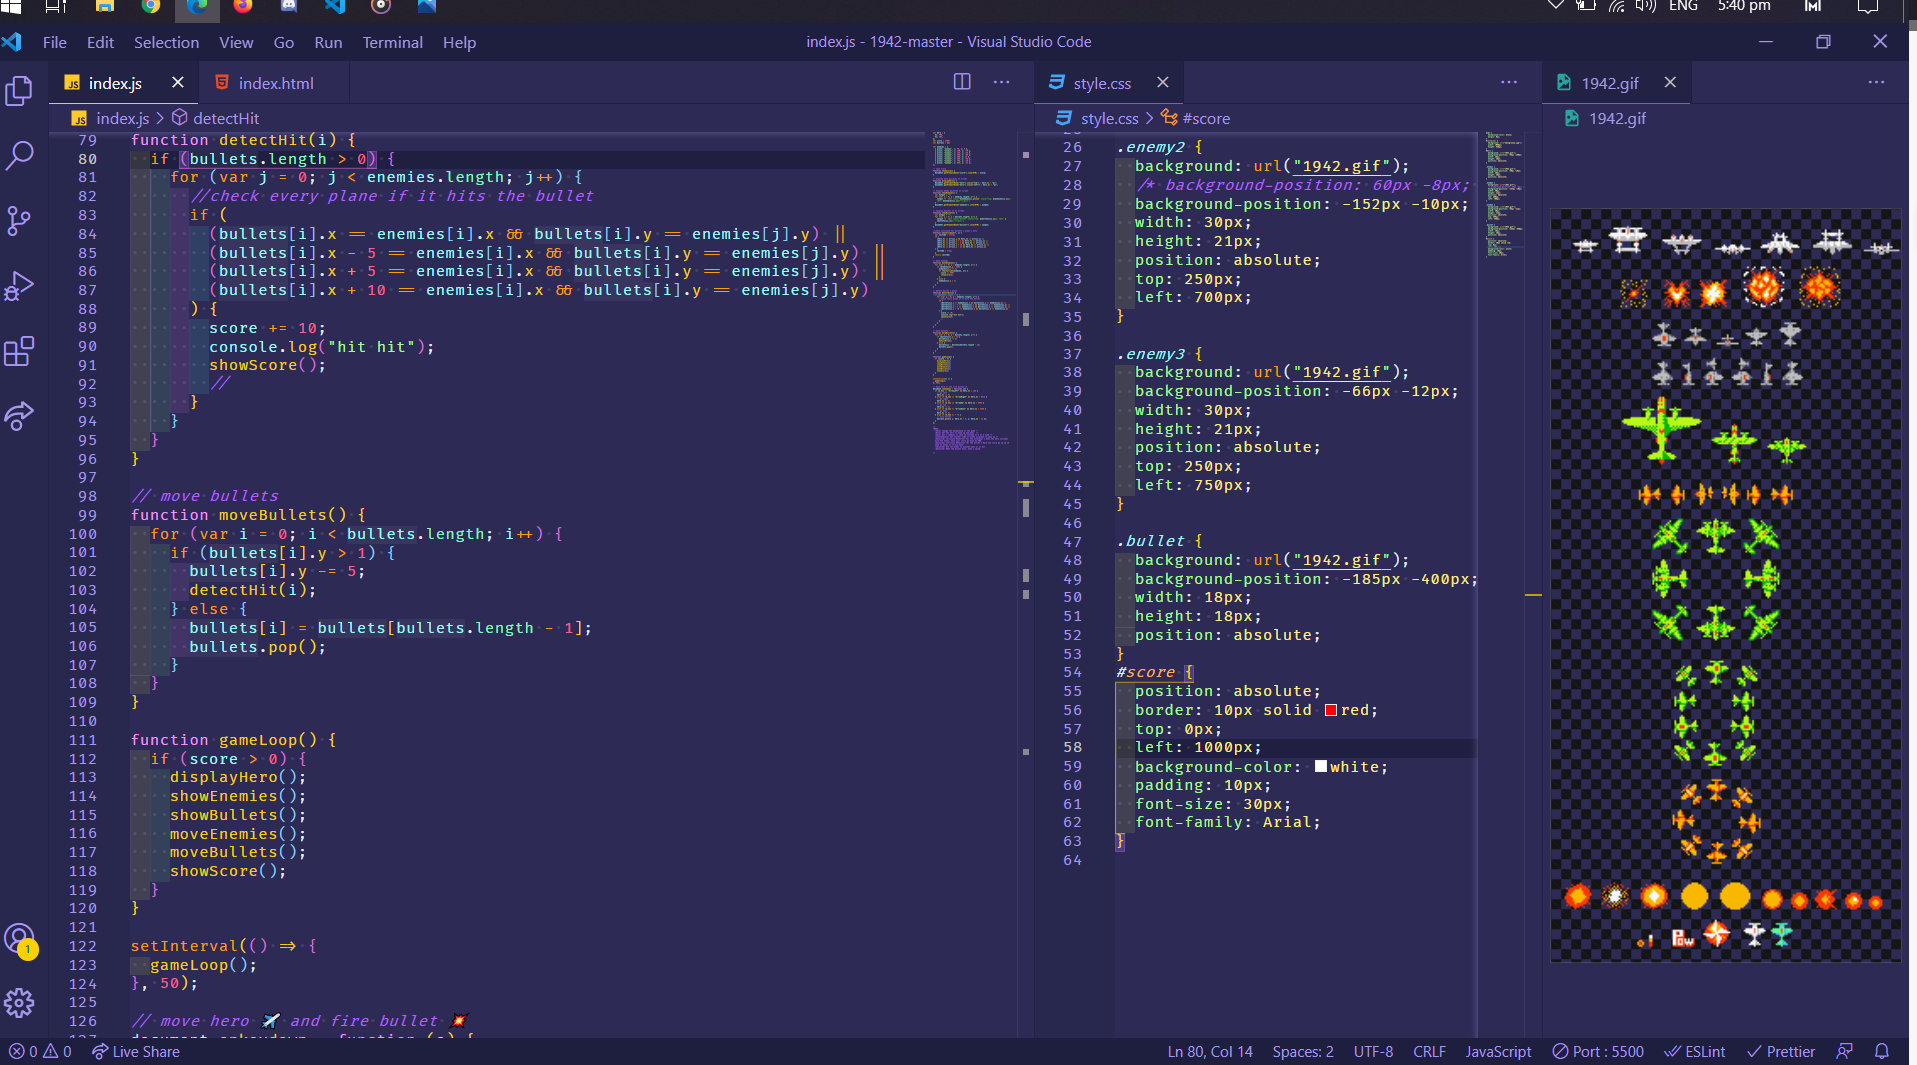 ENG 5:40 pm
File Edit Selection View Go Run Terminal Help
index.js - 1942-master - Visual Studio Code
index.js
index.html
index.js > detectHit
79 function detectHit(i) {
80 if (bullets.length > 0) {
81 for (var j = 0; j < enemies.length; j++) {
82 //check every plane if it hits the bullet
83 if (
84 (bullets[i].x == enemies[i].x && bullets[i].y == enemies[j].y) ||
85 (bullets[i].x - 5 == enemies[i].x && bullets[i].y == enemies[j].y) ||
86 (bullets[i].x + 5 == enemies[i].x && bullets[i].y == enemies[j].y) ||
87 (bullets[i].x + 10 == enemies[i].x && bullets[i].y == enemies[j].y)
88 ) {
89 score += 10;
90 console.log("hit hit");
91 showScore();
92 //
93 }
94 }
95 }
96 }
97
98 // move bullets
99 function moveBullets() {
100 for (var i = 0; i < bullets.length; i++) {
101 if (bullets[i].y > 1) {
102 bullets[i].y -= 5;
103 detectHit(i);
104 } else {
105 bullets[i] = bullets[bullets.length - 1];
106 bullets.pop();
107 }
108 }
109 }
110
111 function gameLoop() {
112 if (score > 0) {
113 displayHero();
114 showEnemies();
115 showBullets();
116 moveEnemies();
117 moveBullets();
118 showScore();
119 }
120 }
121
122 setInterval(() => {
123 gameLoop();
124 }, 50);
125
126 // move hero ✈️ and fire bullet 💥
style.css
style.css > #score
26 .enemy2 {
27 background: url("1942.gif");
28 /* background-position: 60px -8px;
29 background-position: -152px -10px;
30 width: 30px;
31 height: 21px;
32 position: absolute;
33 top: 250px;
34 left: 700px;
35 }
36
37 .enemy3 {
38 background: url("1942.gif");
39 background-position: -66px -12px;
40 width: 30px;
41 height: 21px;
42 position: absolute;
43 top: 250px;
44 left: 750px;
45 }
46
47 .bullet {
48 background: url("1942.gif");
49 background-position: -185px -400px;
50 width: 18px;
51 height: 18px;
52 position: absolute;
53 }
54 #score {
55 position: absolute;
56 border: 10px solid red;
57 top: 0px;
58 left: 1000px;
59 background-color: white;
60 padding: 10px;
61 font-size: 30px;
62 font-family: Arial;
63 }
64
1942.gif
1942.gif
POW
1
0 0 Live Share
Ln 80, Col 14 Spaces: 2 UTF-8 CRLF JavaScript Port : 5500 ESLint Prettier